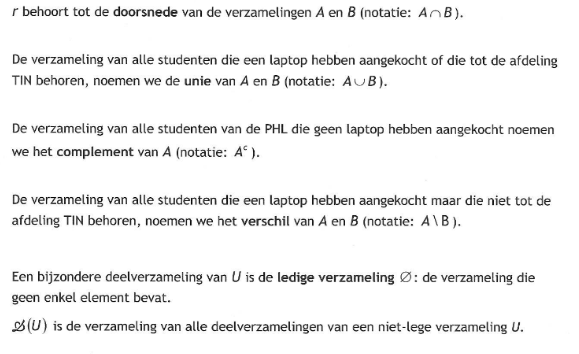 r behoort tot de doorsnede van de verzamelingen A en B (notatie: A∩B).
De verzameling van alle studenten die een laptop hebben aangekocht of die tot de afdeling
TIN behoren, noemen we de unie van A en B (notatie: A∪B).
De verzameling van alle studenten van de PHL die geen laptop hebben aangekocht noemen
we het complement van A (notatie: Aᶜ).
De verzameling van alle studenten die een laptop hebben aangekocht maar die niet tot de
afdeling TIN behoren, noemen we het verschil van A en B (notatie: A\B).
Een bijzondere deelverzameling van U is de ledige verzameling ∅: de verzameling die
geen enkel element bevat.
℘(U) is de verzameling van alle deelverzamelingen van een niet-lege verzameling U.